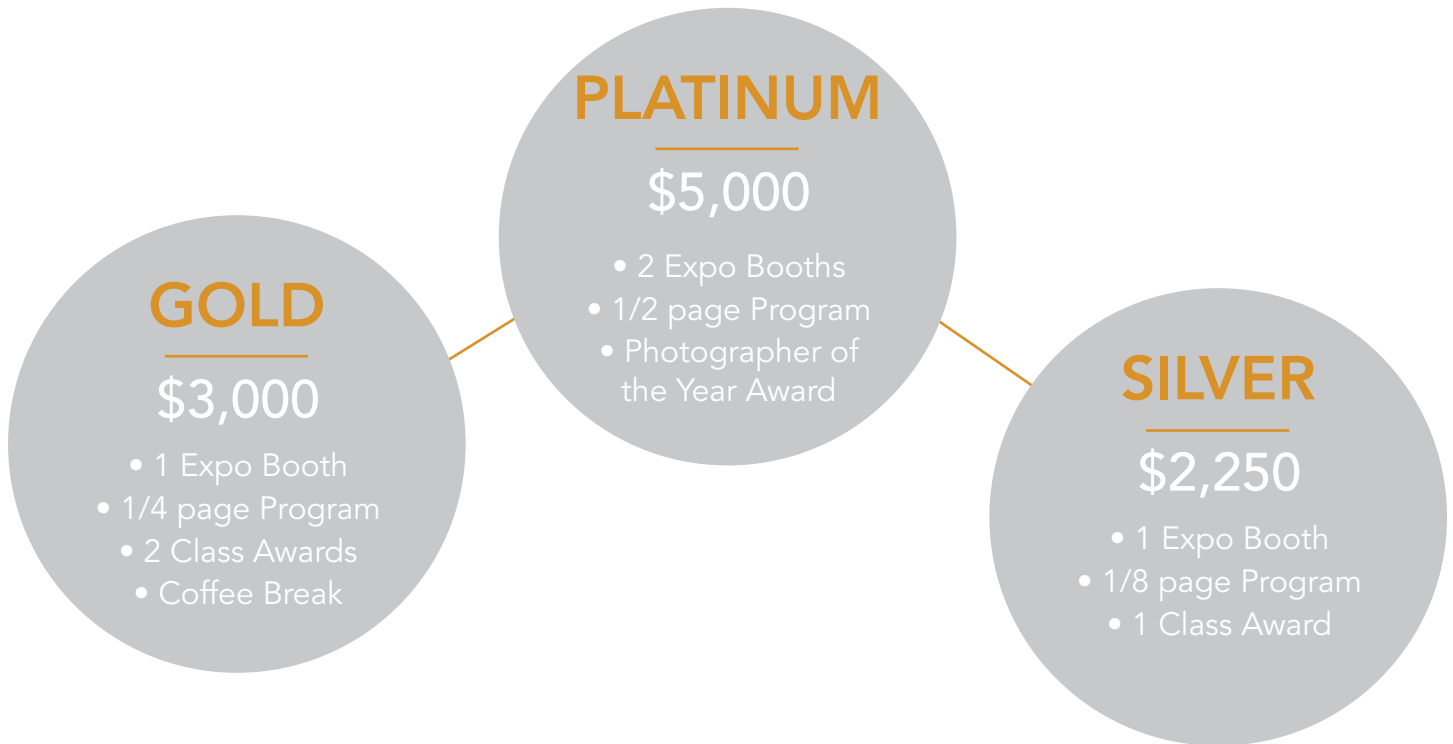 PLATINUM
$5,000
• 2 Expo Booths
• 1/2 page Program
• Photographer of
the Year Award
GOLD
$3,000
• 1 Expo Booth
• 1/4 page Program
• 2 Class Awards
• Coffee Break
SILVER
$2,250
• 1 Expo Booth
• 1/8 page Program
• 1 Class Award